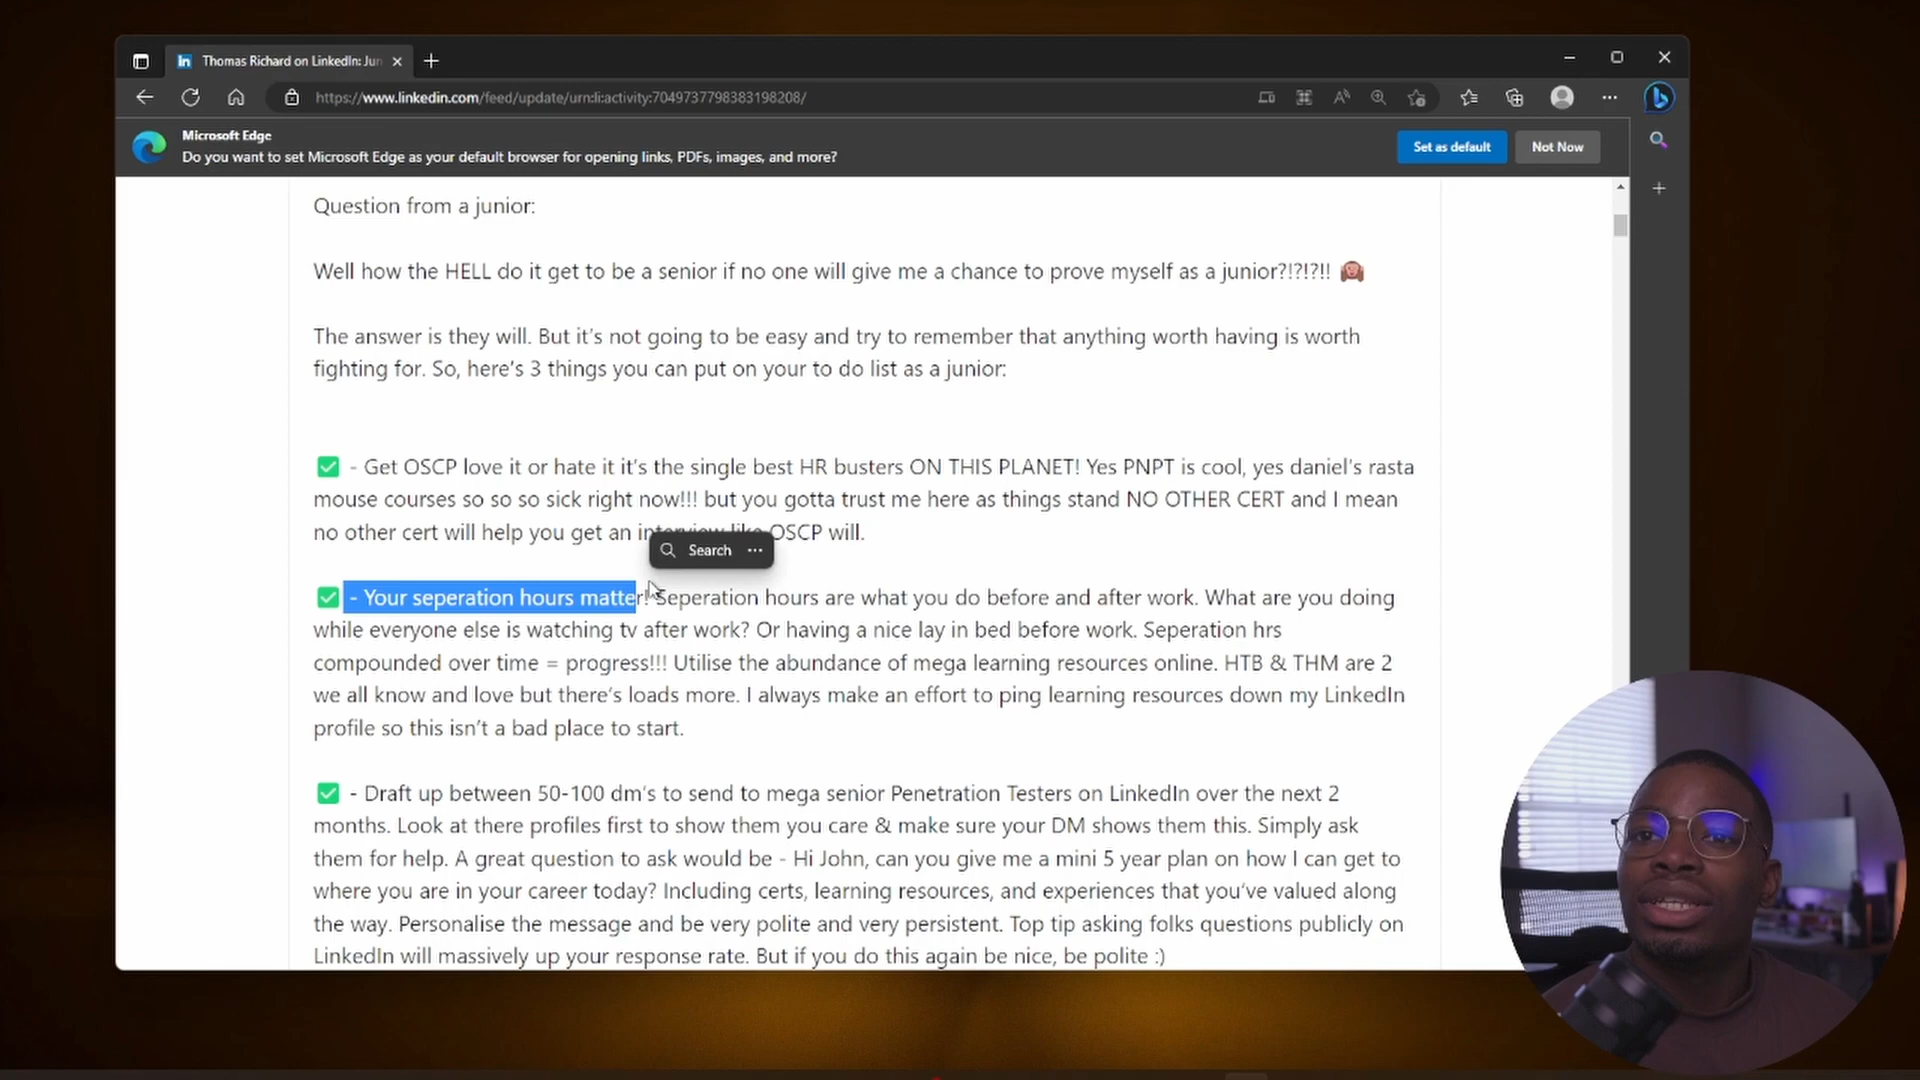 Thomas Richard on LinkedIn: Jun
https://www.linkedin.com/feed/update/urn:li:activity:7049737798383198208/
Microsoft Edge
Do you want to set Microsoft Edge as your default browser for opening links, PDFs, images, and more?
Set as default
Not Now
Question from a junior:
Well how the HELL do it get to be a senior if no one will give me a chance to prove myself as a junior?!?!?!! 🙉
The answer is they will. But it’s not going to be easy and try to remember that anything worth having is worth
fighting for. So, here’s 3 things you can put on your to do list as a junior:
✅ - Get OSCP love it or hate it it’s the single best HR busters ON THIS PLANET! Yes PNPT is cool, yes daniel’s rasta
mouse courses so so so sick right now!!! but you gotta trust me here as things stand NO OTHER CERT and I mean
no other cert will help you get an interview like OSCP will.
Search
✅ - Your seperation hours matter! Seperation hours are what you do before and after work. What are you doing
while everyone else is watching tv after work? Or having a nice lay in bed before work. Seperation hrs
compounded over time = progress!!! Utilise the abundance of mega learning resources online. HTB & THM are 2
we all know and love but there’s loads more. I always make an effort to ping learning resources down my LinkedIn
profile so this isn’t a bad place to start.
✅ - Draft up between 50-100 dm’s to send to mega senior Penetration Testers on LinkedIn over the next 2
months. Look at there profiles first to show them you care & make sure your DM shows them this. Simply ask
them for help. A great question to ask would be - Hi John, can you give me a mini 5 year plan on how I can get to
where you are in your career today? Including certs, learning resources, and experiences that you’ve valued along
the way. Personalise the message and be very polite and very persistent. Top tip asking folks questions publicly on
LinkedIn will massively up your response rate. But if you do this again be nice, be polite :)